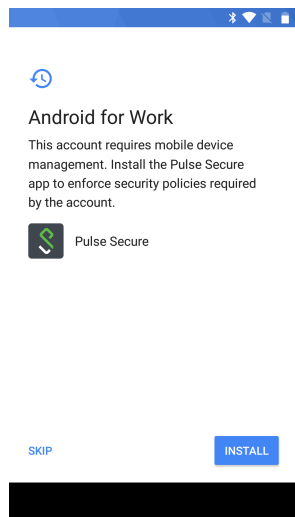 Android for Work
This account requires mobile device
management. Install the Pulse Secure
app to enforce security policies required
by the account.
Pulse Secure
SKIP
INSTALL